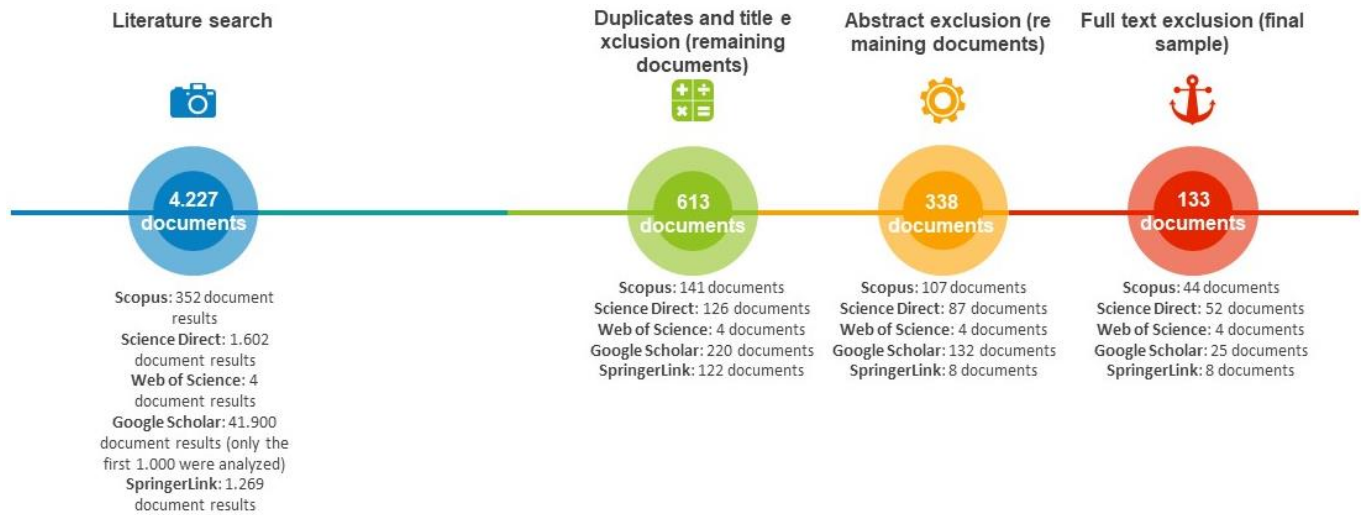 Literature search
4.227
documents
Scopus: 352 document
results
Science Direct: 1.602
document results
Web of Science: 4
document results
Google Scholar: 41.900
document results (only the
first 1.000 were analyzed)
SpringerLink: 1.269
document results
Duplicates and title e
xclusion (remaining
documents)
613
documents
Scopus: 141 documents
Science Direct: 126 documents
Web of Science: 4 documents
Google Scholar: 220 documents
SpringerLink: 122 documents
Abstract exclusion (re
maining documents)
338
documents
Scopus: 107 documents
Science Direct: 87 documents
Web of Science: 4 documents
Google Scholar: 132 documents
SpringerLink: 8 documents
Full text exclusion (final
sample)
133
documents
Scopus: 44 documents
Science Direct: 52 documents
Web of Science: 4 documents
Google Scholar: 25 documents
SpringerLink: 8 documents